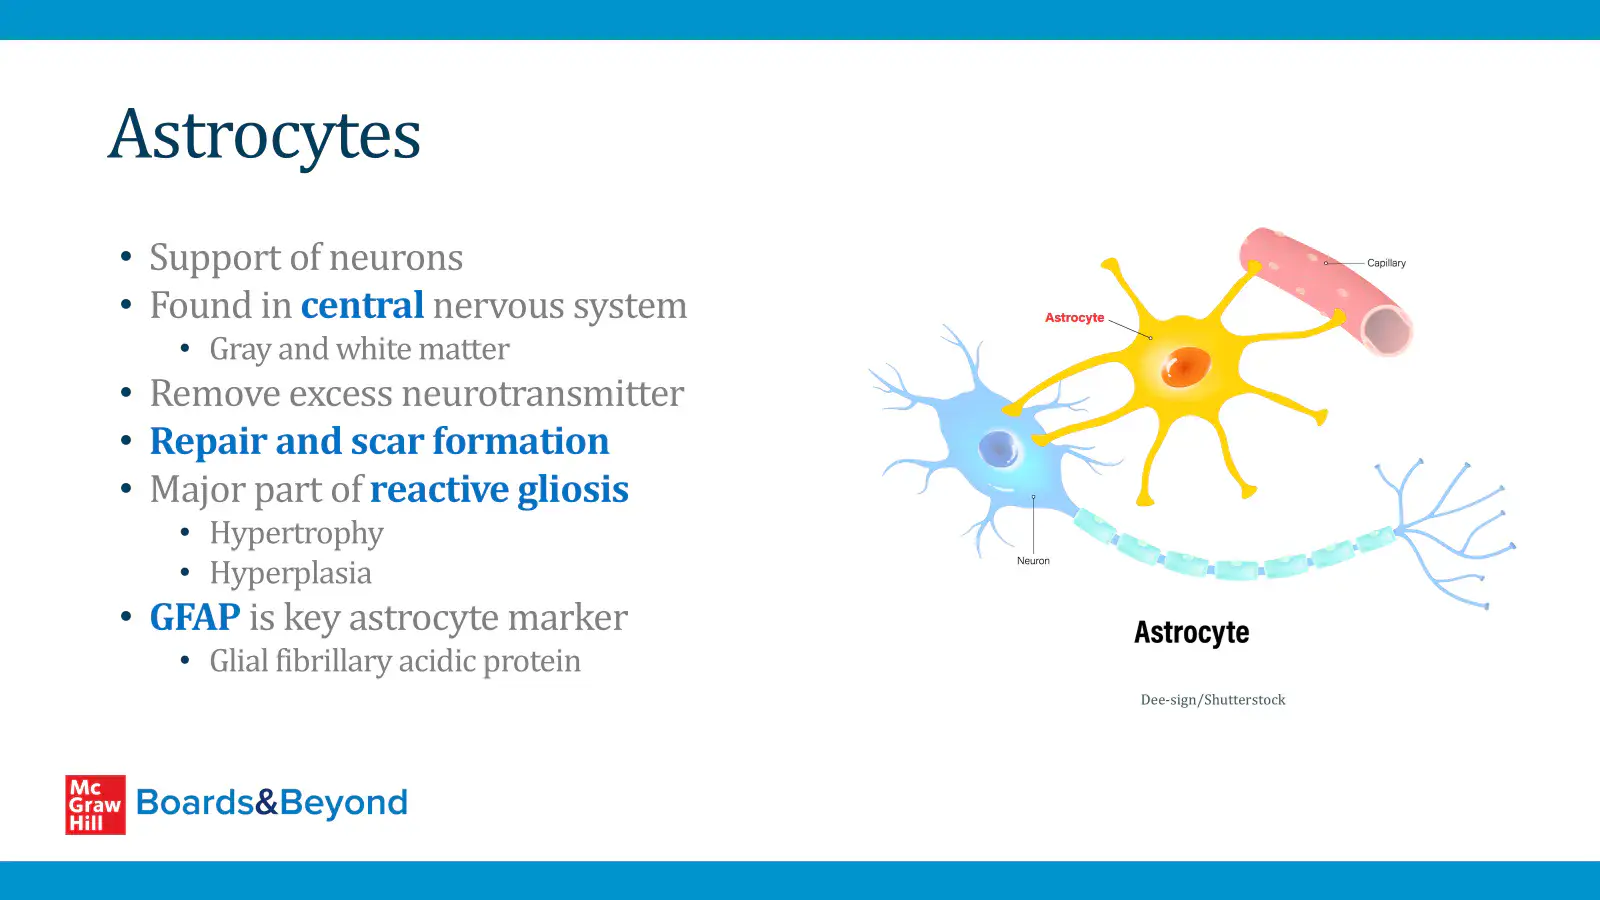 Astrocytes
• Support of neurons
• Found in central nervous system
• Gray and white matter
• Remove excess neurotransmitter
• Repair and scar formation
• Major part of reactive gliosis
• Hypertrophy
• Hyperplasia
• GFAP is key astrocyte marker
• Glial fibrillary acidic protein
Capillary
Astrocyte
Neuron
Astrocyte
Dee-sign/Shutterstock
Mc
Graw
Hill
Boards&Beyond